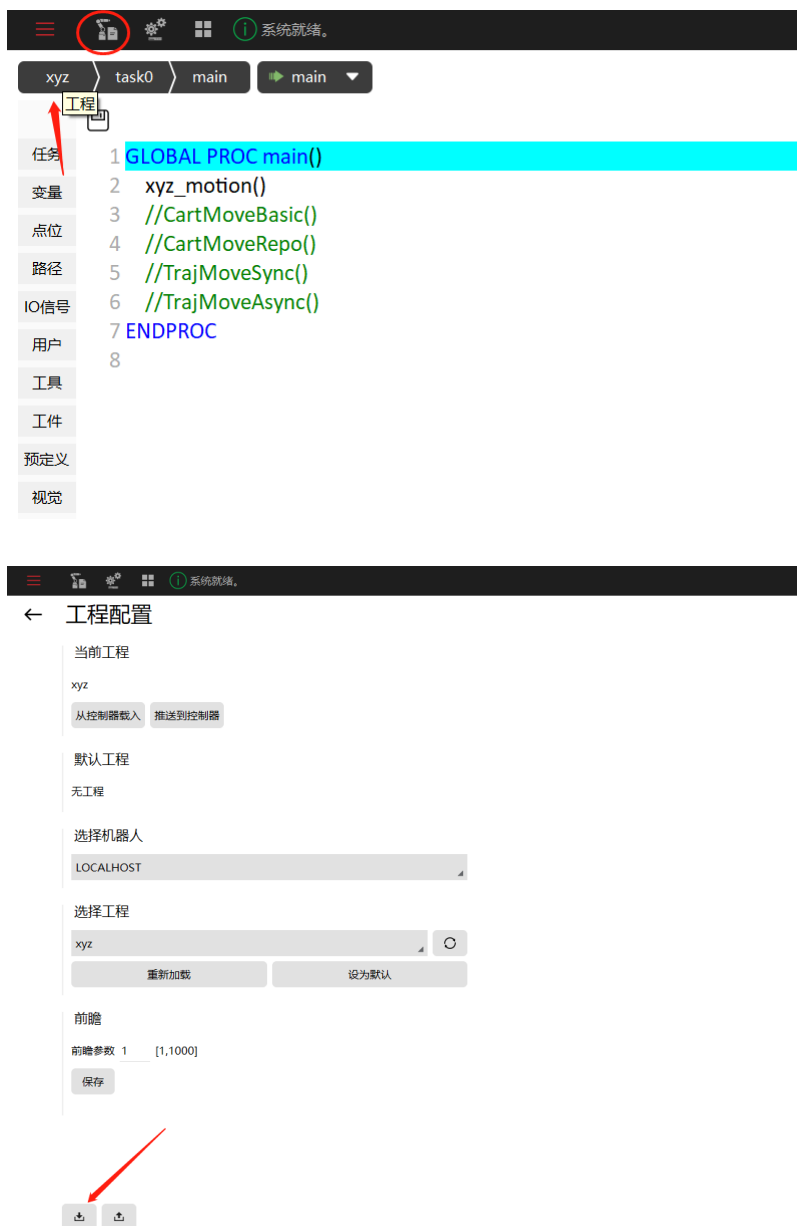 系统就绪。
xyz task0 main main
工程
任务
变量
点位
路径
IO信号
用户
工具
工件
预定义
视觉
1 GLOBAL PROC main()
2 xyz_motion()
3 //CartMoveBasic()
4 //CartMoveRepo()
5 //TrajMoveSync()
6 //TrajMoveAsync()
7 ENDPROC
8
系统就绪。
工程配置
当前工程
xyz
从控制器载入 推送到控制器
默认工程
无工程
选择机器人
LOCALHOST
选择工程
xyz
重新加载 设为默认
前瞻
前瞻参数 1 [1,1000]
保存